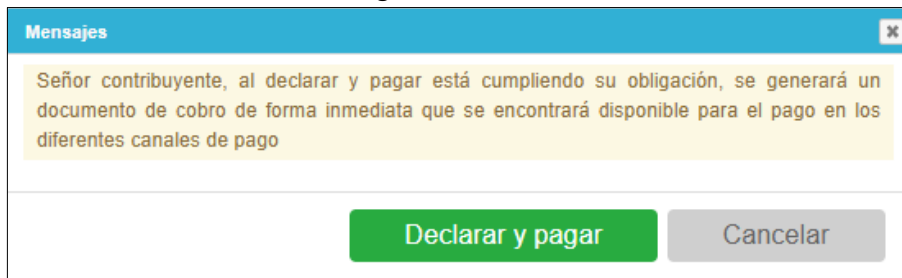 Mensajes
Señor contribuyente, al declarar y pagar está cumpliendo su obligación, se generará un
documento de cobro de forma inmediata que se encontrará disponible para el pago en los
diferentes canales de pago
Declarar y pagar
Cancelar